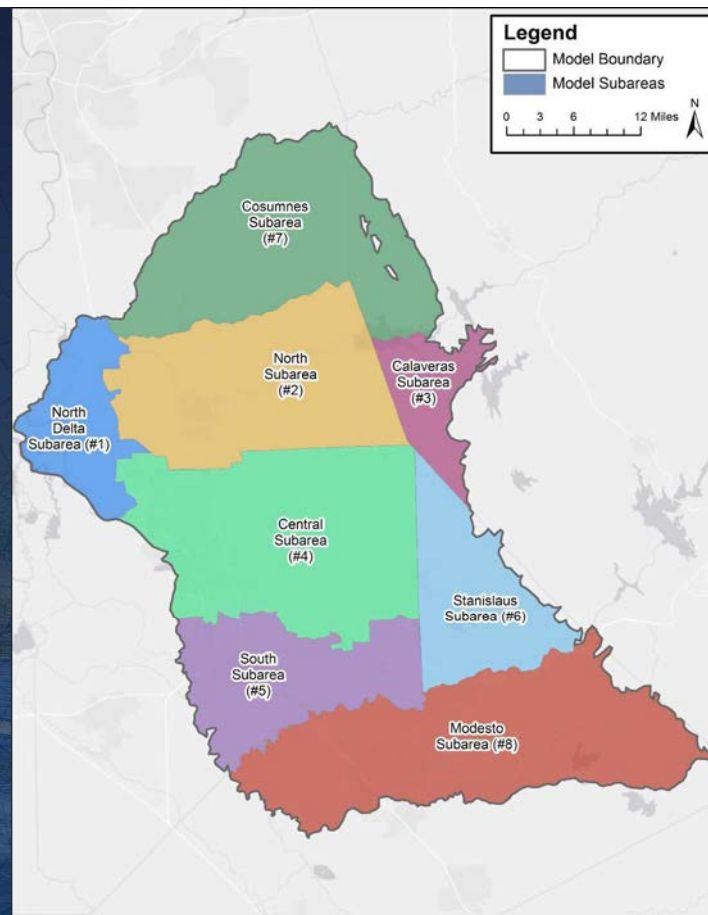 Legend
Model Boundary
Model Subareas
0 3 6 12 Miles
N
Cosumnes
Subarea
(#7)
North
Subarea
(#2)
Calaveras
Subarea
(#3)
North
Delta
Subarea (#1)
Central
Subarea
(#4)
Stanislaus
Subarea (#6)
South
Subarea
(#5)
Modesto
Subarea (#8)